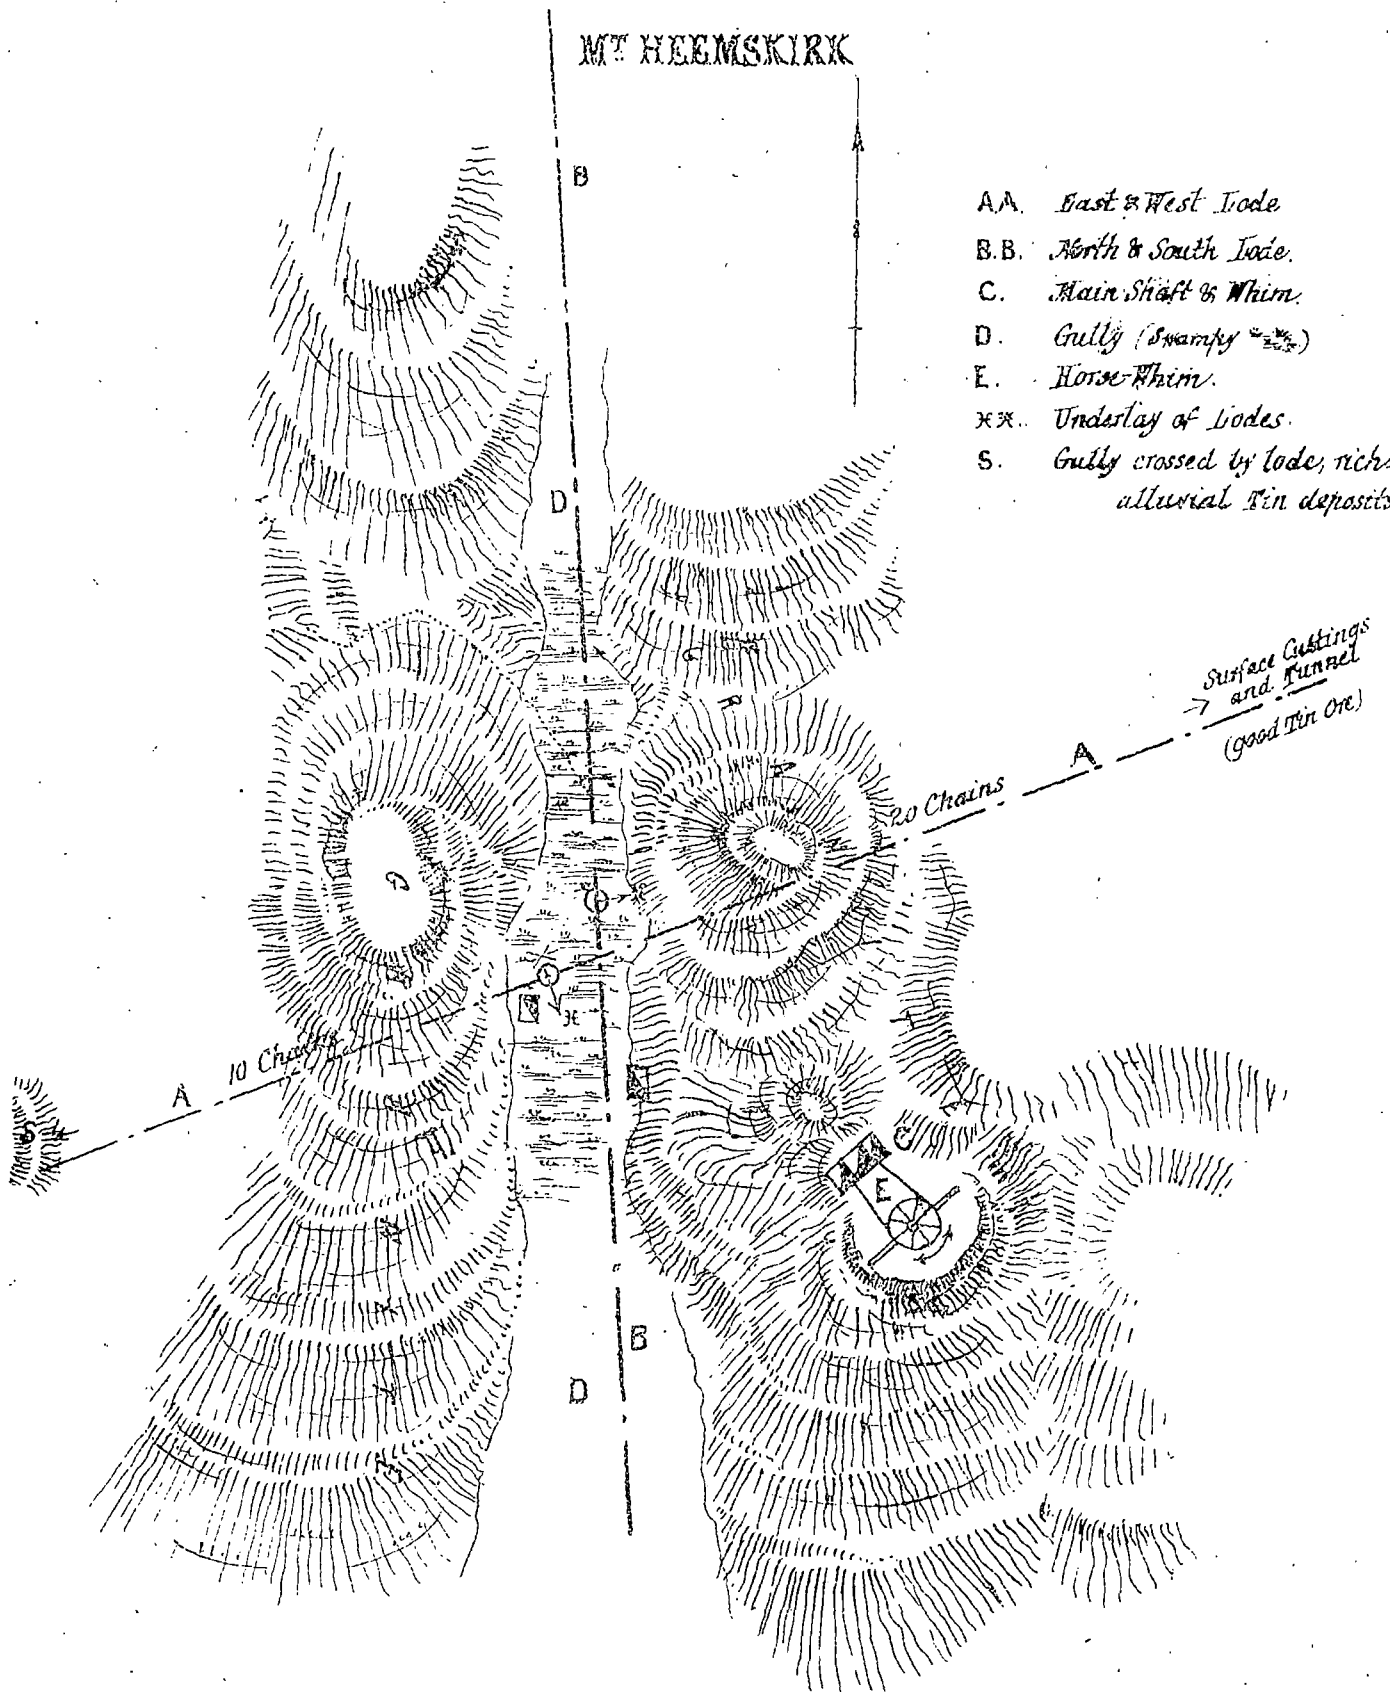 MT HEEMSKIRK
B
A.A. East & West Lode
B.B. North & South Lode.
C. Main Shaft & Whim.
D. Gully (Swampy)
E. Horse-Whim.
Underlay of Lodes.
S. Gully crossed by lode, rich
alluvial Tin deposits
D
GRANITE
Surface Cuttings
and Tunnel
(good Tin Ore)
A
20 Chains
G
10 Chains
A
S
C
E
B
D